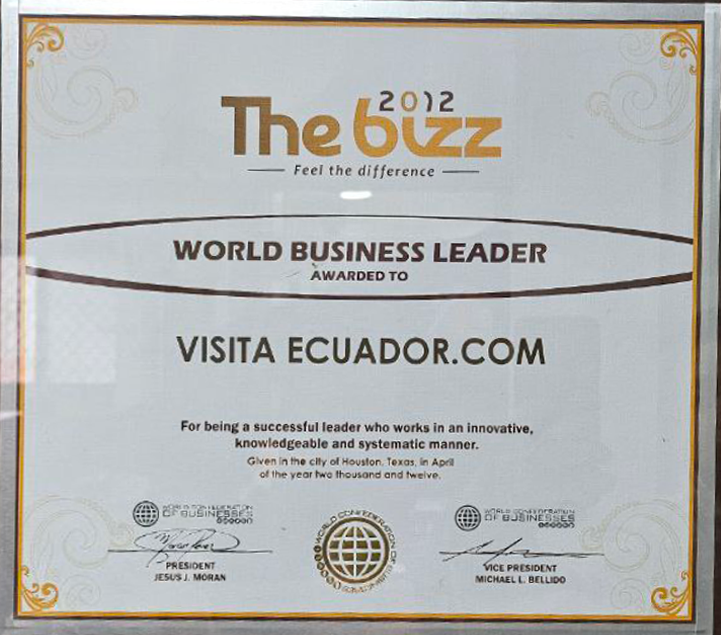 2012
The bizz
Feel the difference
WORLD BUSINESS LEADER
AWARDED TO
VISITA ECUADOR.COM
For being a successful leader who works in an innovative,
knowledgeable and systematic manner.
Given in the city of Houston, Texas, in April
of the year two thousand and twelve.
WORLD CONFEDERATION
OF BUSINESSES
PRESIDENT
JESUS J. MORAN
WORLD CONFEDERATION OF BUSINESSES
WORLD CONFEDERATION
OF BUSINESSES
VICE PRESIDENT
MICHAEL L. BELLIDO